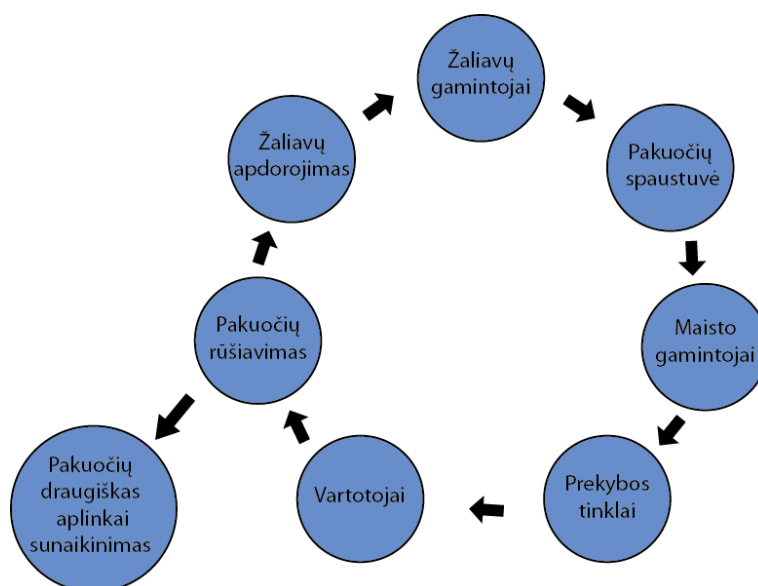 Žaliavų
gamintojai
Pakuočių
spaustuvė
Maisto
gamintojai
Prekybos
tinklai
Vartotojai
Pakuočių
rūšiavimas
Žaliavų
apdorojimas
Pakuočių
draugiškas
aplinkai
sunaikinimas